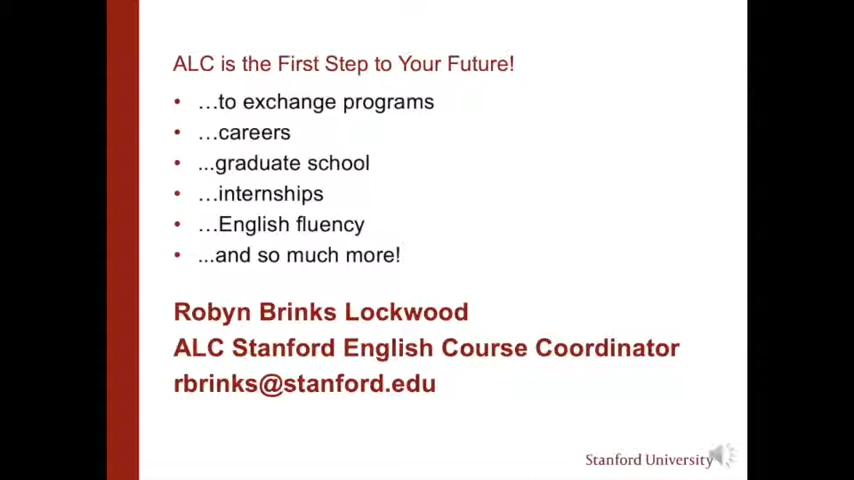 ALC is the First Step to Your Future!
• …to exchange programs
• …careers
• ...graduate school
• …internships
• …English fluency
• ...and so much more!
Robyn Brinks Lockwood
ALC Stanford English Course Coordinator
rbrinks@stanford.edu
Stanford University